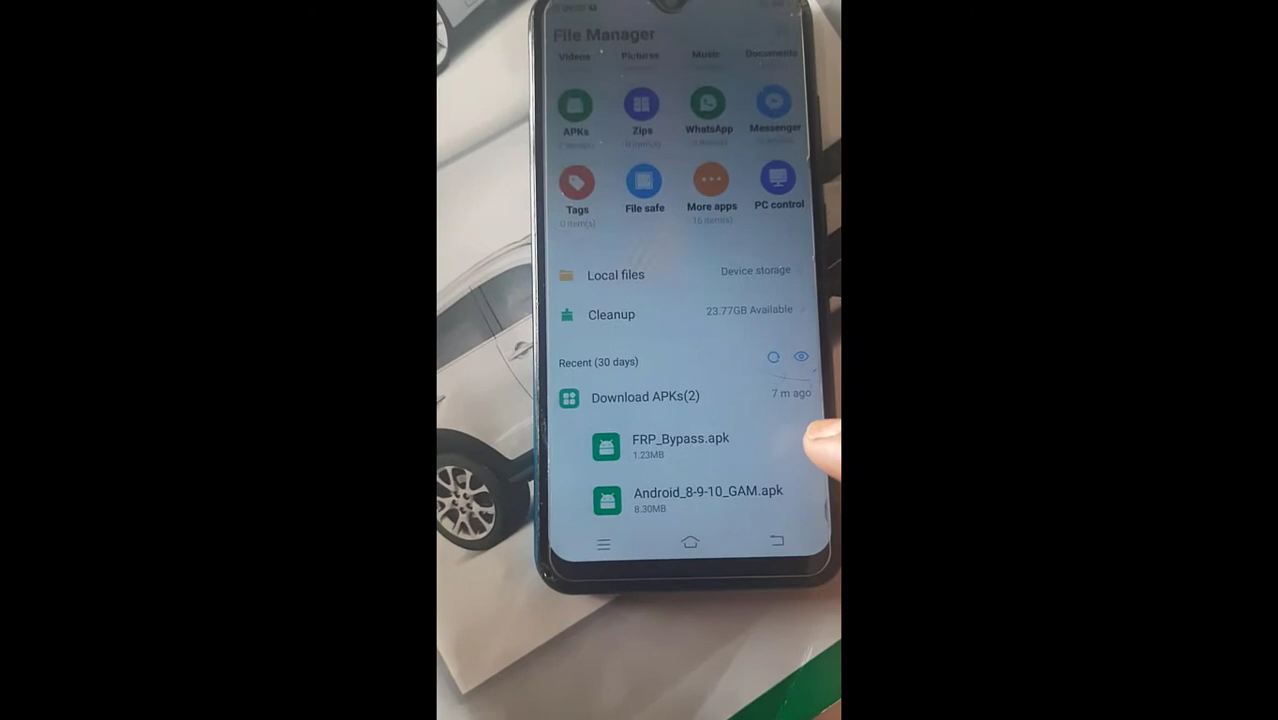 File Manager
Videos Pictures Music Documents
APKs Zips WhatsApp Messenger
Tags File safe More apps PC control
0 item(s) 16 item(s)
Local files Device storage
Cleanup 23.77GB Available
Recent (30 days)
Download APKs(2) 7 m ago
FRP_Bypass.apk
1.23MB
Android_8-9-10_GAM.apk
8.30MB